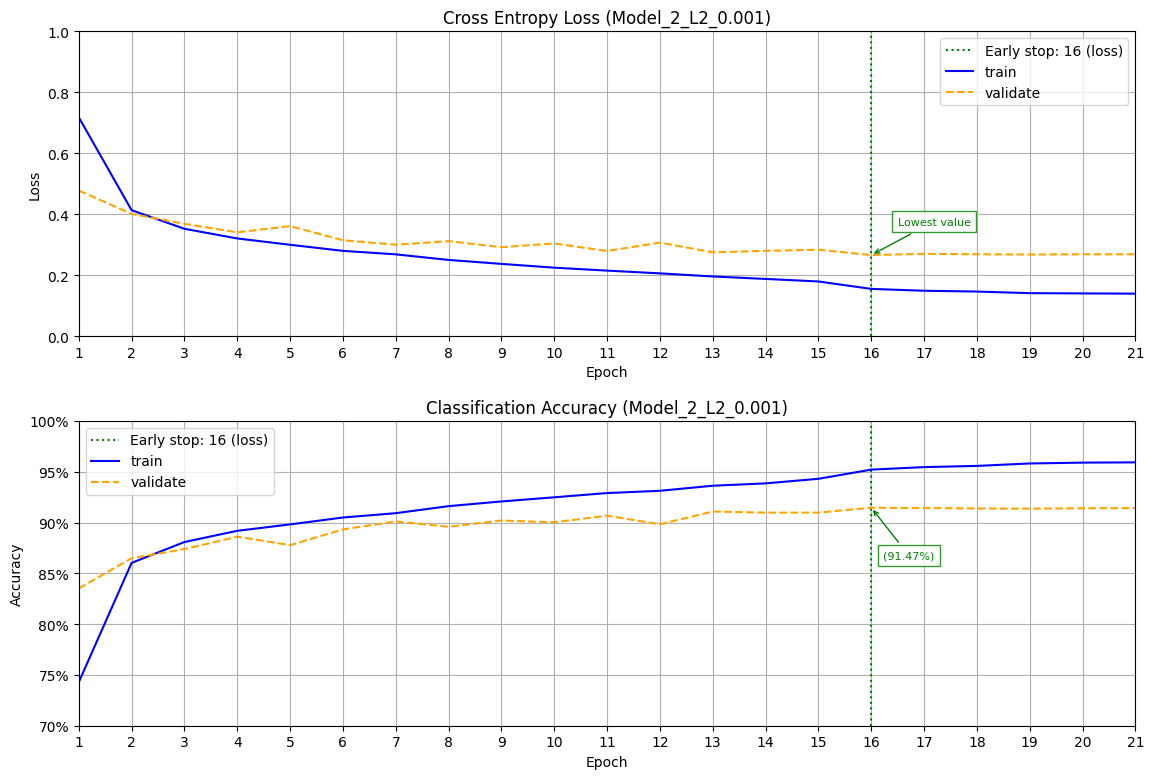 Cross Entropy Loss (Model_2_L2_0.001)
1.0
0.8
0.6
0.4
0.2
0.0
Loss
Early stop: 16 (loss)
train
validate
Lowest value
1 2 3 4 5 6 7 8 9 10 11 12 13 14 15 16 17 18 19 20 21
Epoch
Classification Accuracy (Model_2_L2_0.001)
100%
95%
90%
85%
80%
75%
70%
Accuracy
Early stop: 16 (loss)
train
validate
(91.47%)
1 2 3 4 5 6 7 8 9 10 11 12 13 14 15 16 17 18 19 20 21
Epoch